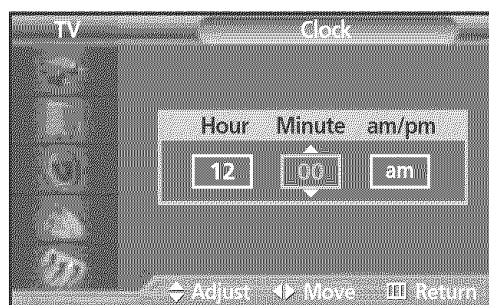 TV Clock
Hour Minute am/pm
12 00 am
Adjust Move Return